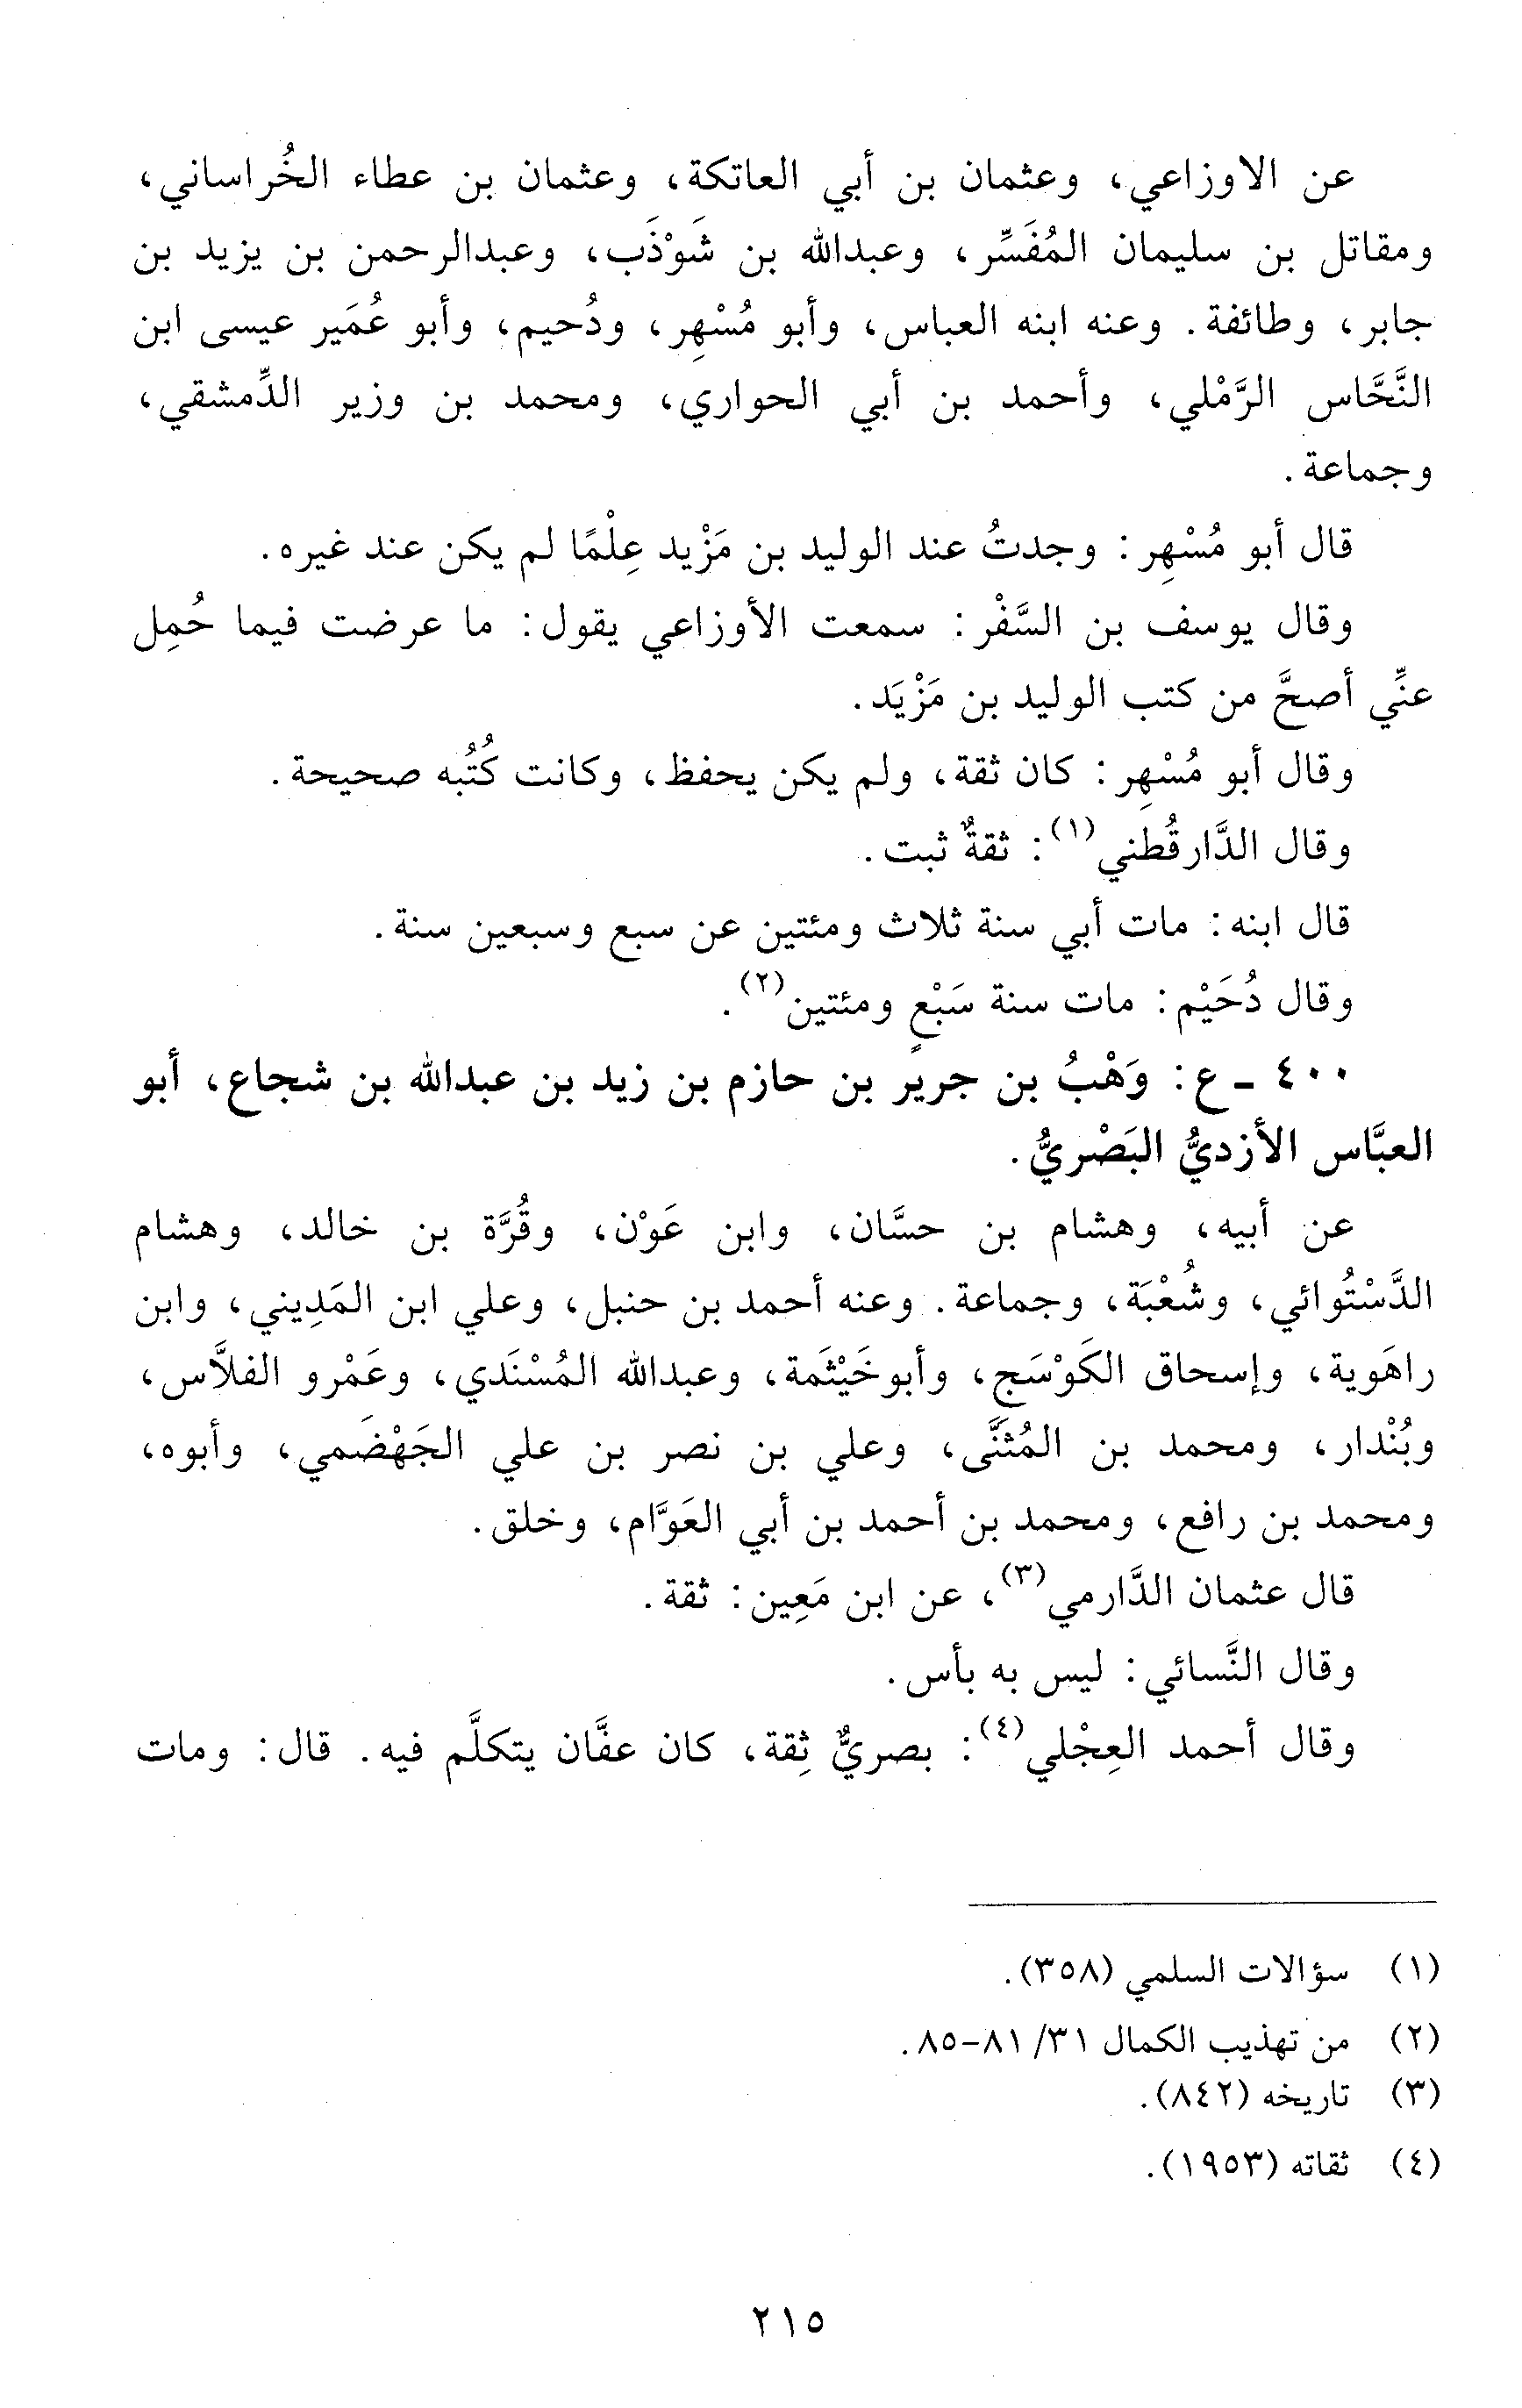 عن الاوزاعي، وعثمان بن أبي العاتكة، وعثمان بن عطاء الخُراساني،
ومقاتل بن سليمان المُفَسِّر، وعبدالله بن شَوْذَب، وعبدالرحمن بن يزيد بن
جابر، وطائفة. وعنه ابنه العباس، وأبو مُسْهِر، ودُحيم، وأبو عُمَير عيسى ابن
النَّحَّاس الرَّمْلي، وأحمد بن أبي الحواري، ومحمد بن وزير الدِّمشقي،
وجماعة.
قال أبو مُسْهِر: وجدتُ عند الوليد بن مَزْيد عِلْمًا لم يكن عند غيره.
وقال يوسف بن السَّفْر: سمعت الأوزاعي يقول: ما عرضت فيما حُمِل
عنِّي أصحَّ من كتب الوليد بن مَزْيَد.
وقال أبو مُسْهِر: كان ثقة، ولم يكن يحفظ، وكانت كُتُبه صحيحة.
وقال الدَّارقُطني(١): ثقةٌ ثبت.
قال ابنه: مات أبي سنة ثلاث ومئتين عن سبع وسبعين سنة.
وقال دُحَيْم: مات سنة سَبْعٍ ومئتين(٢).
٤٠٠ - ع: وَهْبُ بن جرير بن حازم بن زيد بن عبدالله بن شجاع، أبو
العبَّاس الأزديُّ البَصْريُّ.
عن أبيه، وهشام بن حسَّان، وابن عَوْن، وقُرَّة بن خالد، وهشام
الدَّسْتُوائي، وشُعْبَة، وجماعة. وعنه أحمد بن حنبل، وعلي ابن المَدِيني، وابن
راهَوية، وإسحاق الكَوْسَج، وأبوخَيْثَمة، وعبدالله المُسْنَدي، وعَمْرو الفلاَّس،
وبُنْدار، ومحمد بن المُثنَّى، وعلي بن نصر بن علي الجَهْضَمي، وأبوه،
ومحمد بن رافع، ومحمد بن أحمد بن أبي العَوَّام، وخلق.
قال عثمان الدَّارمي(٣)، عن ابن مَعِين: ثقة.
وقال النَّسائي: ليس به بأس.
وقال أحمد العِجْلي(٤): بصريٌّ ثِقة، كان عفَّان يتكلَّم فيه. قال: ومات
(١) سؤالات السلمي (٣٥٨).
(٢) من تهذيب الكمال ٣١/ ٨١-٨٥.
(٣) تاريخه (٨٤٢).
(٤) ثقاته (١٩٥٣).
٢١٥